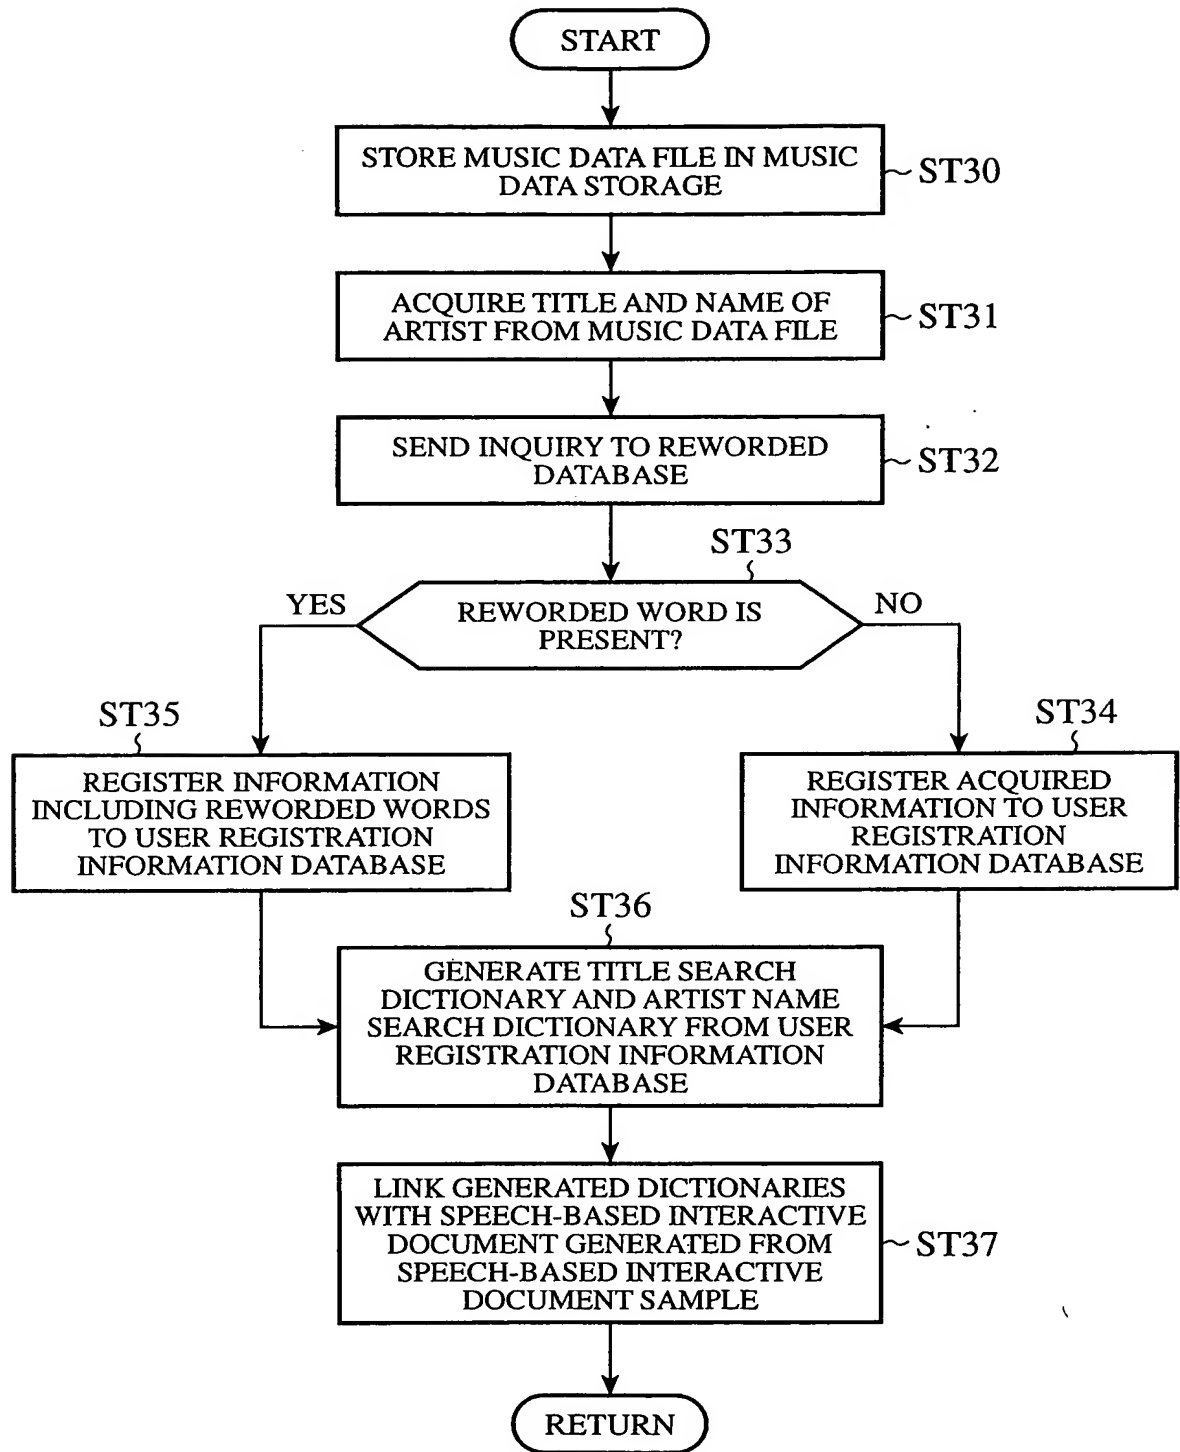 START
STORE MUSIC DATA FILE IN MUSIC
DATA STORAGE
ST30
ACQUIRE TITLE AND NAME OF
ARTIST FROM MUSIC DATA FILE
ST31
SEND INQUIRY TO REWORDED
DATABASE
ST32
ST33
YES
REWORDED WORD IS
PRESENT?
NO
ST35
REGISTER INFORMATION
INCLUDING REWORDED WORDS
TO USER REGISTRATION
INFORMATION DATABASE
ST34
REGISTER ACQUIRED
INFORMATION TO USER
REGISTRATION
INFORMATION DATABASE
ST36
GENERATE TITLE SEARCH
DICTIONARY AND ARTIST NAME
SEARCH DICTIONARY FROM USER
REGISTRATION INFORMATION
DATABASE
LINK GENERATED DICTIONARIES
WITH SPEECH-BASED INTERACTIVE
DOCUMENT GENERATED FROM
SPEECH-BASED INTERACTIVE
DOCUMENT SAMPLE
ST37
RETURN